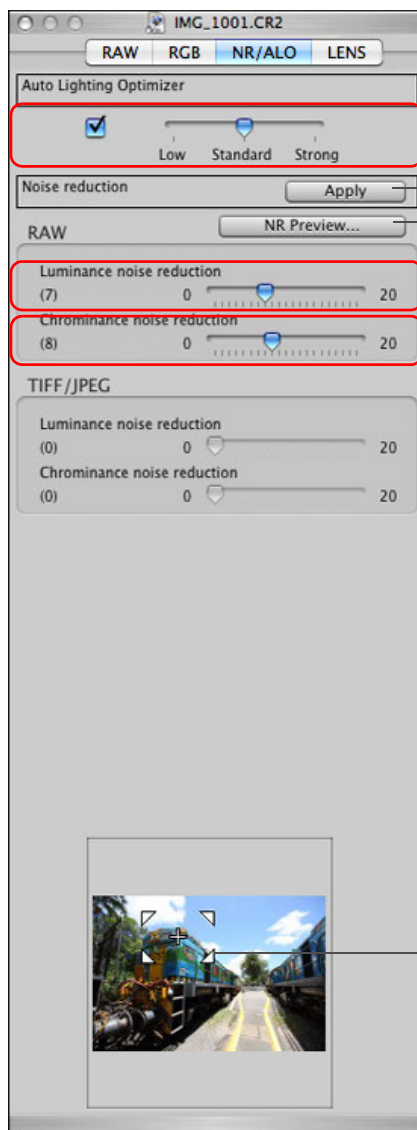 IMG_1001.CR2
RAW RGB NR/ALO LENS
Auto Lighting Optimizer
Low Standard Strong
Noise reduction Apply
RAW NR Preview...
Luminance noise reduction
(7) 0 20
Chrominance noise reduction
(8) 0 20
TIFF/JPEG
Luminance noise reduction
(0) 0 20
Chrominance noise reduction
(0) 0 20